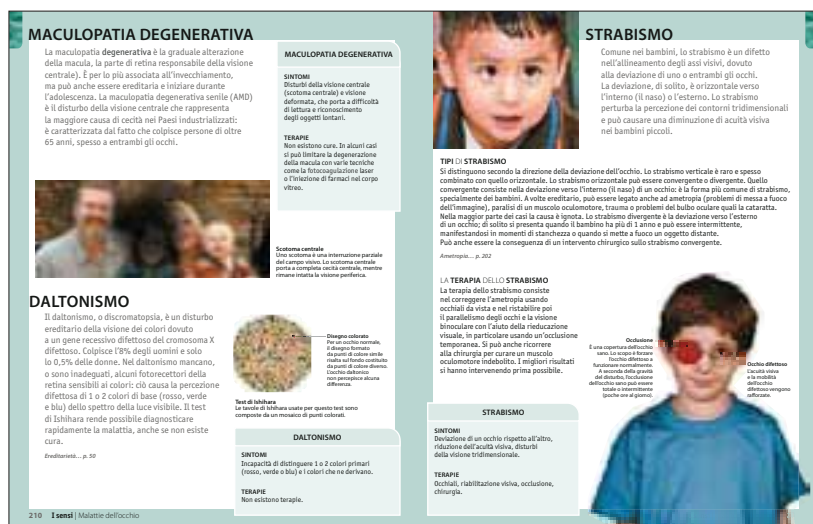 MACULOPATIA DEGENERATIVA
La maculopatia degenerativa è la graduale alterazione
della macula, la parte di retina responsabile della visione
centrale). È per lo più associata all'invecchiamento,
ma può anche essere ereditaria e iniziare durante
l'adolescenza. La maculopatia degenerativa senile (AMD)
è il disturbo della visione centrale che rappresenta
la maggiore causa di cecità nei Paesi industrializzati:
è caratterizzata dal fatto che colpisce persone di oltre
65 anni, spesso a entrambi gli occhi.
MACULOPATIA DEGENERATIVA
SINTOMI
Disturbi della visione centrale
(scotoma centrale) e visione
deformata, che porta a difficoltà
di lettura e riconoscimento
degli oggetti lontani.
TERAPIE
Non esistono cure. In alcuni casi
si può limitare la degenerazione
della macula con varie tecniche
come la fotocoagulazione laser
o l'iniezione di farmaci nel corpo
vitreo.
Scotoma centrale
Uno scotoma è una interruzione parziale
del campo visivo. Lo scotoma centrale
porta a completa cecità centrale, mentre
rimane intatta la visione periferica.
DALTONISMO
Il daltonismo, o discromatopsia, è un disturbo
ereditario della visione dei colori dovuto
a un gene recessivo difettoso del cromosoma X
difettoso. Colpisce l'8% degli uomini e solo
lo 0,5% delle donne. Nel daltonismo mancano,
o sono inadeguati, alcuni fotorecettori della
retina sensibili ai colori: ciò causa la percezione
difettosa di 1 o 2 colori di base (rosso, verde
e blu) dello spettro della luce visibile. Il test
di Ishihara rende possibile diagnosticare
rapidamente la malattia, anche se non esiste
cura.
Ereditarietà... p. 50
Disegno colorato
Per un occhio normale,
il disegno formato
da punti di colore simile
risalta sul fondo costituito
da punti di colore diverso.
L'occhio daltonico
non percepisce alcuna
differenza.
Test di Ishihara
Le tavole di Ishihara usate per questo test sono
composte da un mosaico di punti colorati.
DALTONISMO
SINTOMI
Incapacità di distinguere 1 o 2 colori primari
(rosso, verde o blu) e i colori che ne derivano.
TERAPIE
Non esistono terapie.
210 I sensi | Malattie dell'occhio
STRABISMO
Comune nei bambini, lo strabismo è un difetto
nell'allineamento degli assi visivi, dovuto
alla deviazione di uno o entrambi gli occhi.
La deviazione, di solito, è orizzontale verso
l'interno (il naso) o l'esterno. Lo strabismo
perturba la percezione dei contorni tridimensionali
e può causare una diminuzione di acuità visiva
nei bambini piccoli.
TIPI DI STRABISMO
Si distinguono secondo la direzione della deviazione dell'occhio. Lo strabismo verticale è raro e spesso
combinato con quello orizzontale. Lo strabismo orizzontale può essere convergente o divergente. Quello
convergente consiste nella deviazione verso l'interno (il naso) di un occhio: è la forma più comune di strabismo,
specialmente dei bambini. A volte ereditario, può essere legato anche ad ametropia (problemi di messa a fuoco
dell'immagine), paralisi di un muscolo oculomotore, trauma o problemi del bulbo oculare quali la cataratta.
Nella maggior parte dei casi la causa è ignota. Lo strabismo divergente è la deviazione verso l'esterno
di un occhio; di solito si presenta quando il bambino ha più di 1 anno e può essere intermittente,
manifestandosi in momenti di stanchezza o quando si mette a fuoco un oggetto distante.
Può anche essere la conseguenza di un intervento chirurgico sullo strabismo convergente.
Ametropia... p. 202
LA TERAPIA DELLO STRABISMO
La terapia dello strabismo consiste
nel correggere l'ametropia usando
occhiali da vista e nel ristabilire poi
il parallelismo degli occhi e la visione
binoculare con l'aiuto della rieducazione
visuale, in particolare usando un'occlusione
temporanea. Si può anche ricorrere
alla chirurgia per curare un muscolo
oculomotore indebolito. I migliori risultati
si hanno intervenendo prima possibile.
Occlusione
È una copertura dell'occhio
sano. Lo scopo è forzare
l'occhio difettoso a
funzionare normalmente.
A seconda della gravità
del disturbo, l'occlusione
dell'occhio sano può essere
totale o intermittente
(poche ore al giorno).
Occhio difettoso
L'acuità visiva
e la mobilità
dell'occhio
difettoso vengono
rafforzate.
STRABISMO
SINTOMI
Deviazione di un occhio rispetto all'altro,
riduzione dell'acuità visiva, disturbi
della visione tridimensionale.
TERAPIE
Occhiali, riabilitazione visiva, occlusione,
chirurgia.